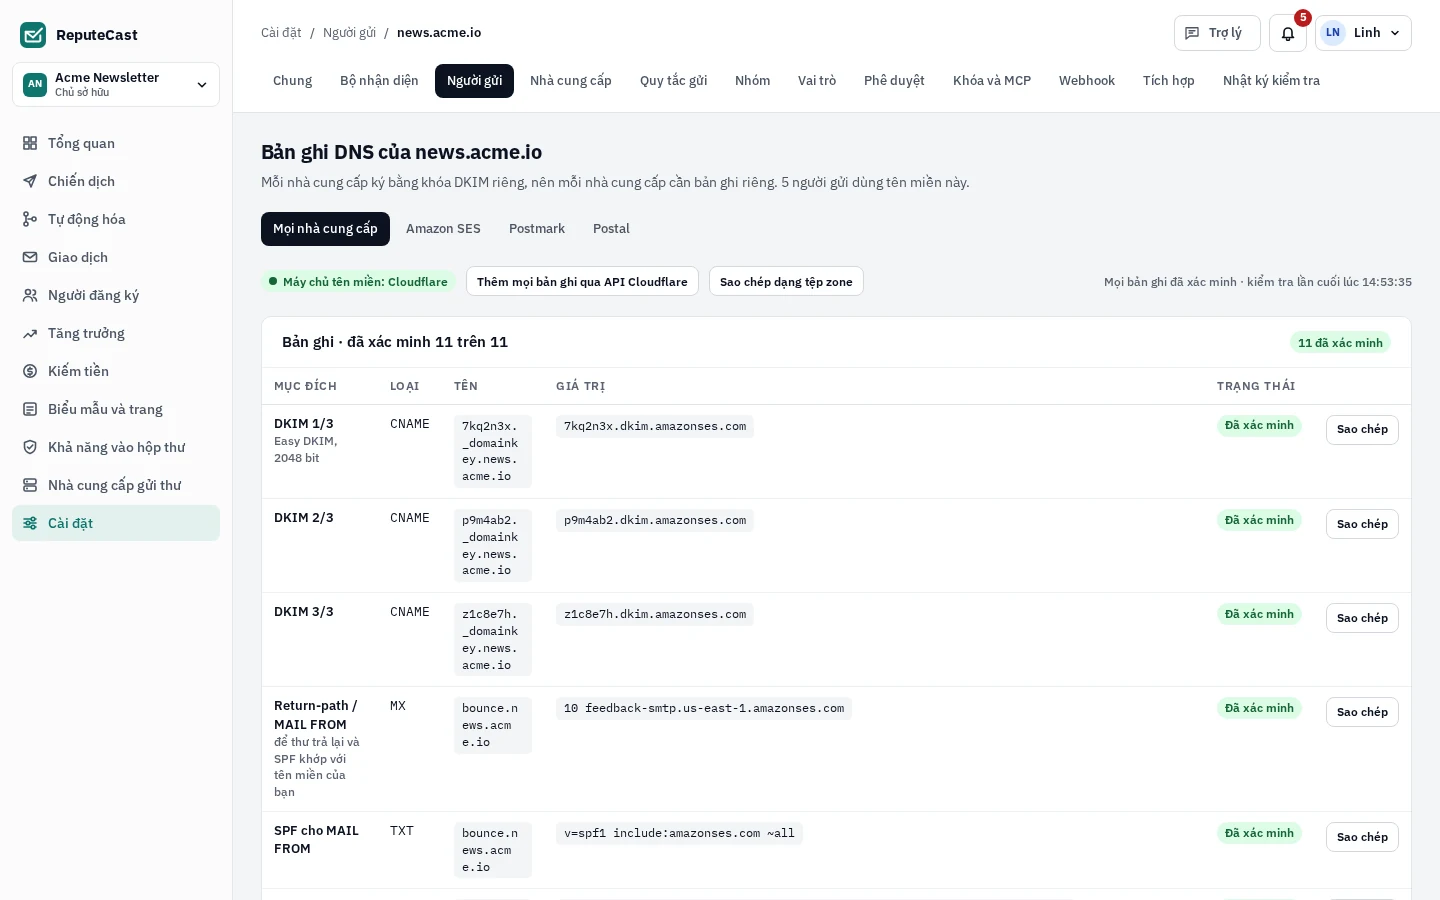 ReputeCast
AN
Acme Newsletter
Chủ sở hữu
Tổng quan
Chiến dịch
Tự động hóa
Giao dịch
Người đăng ký
Tăng trưởng
Kiếm tiền
Biểu mẫu và trang
Khả năng vào hộp thư
Nhà cung cấp gửi thư
Cài đặt
Cài đặt / Người gửi / news.acme.io
Trợ lý
5
LN
Linh
Chung
Bộ nhận diện
Người gửi
Nhà cung cấp
Quy tắc gửi
Nhóm
Vai trò
Phê duyệt
Khóa và MCP
Webhook
Tích hợp
Nhật ký kiểm tra
Bản ghi DNS của news.acme.io
Mỗi nhà cung cấp ký bằng khóa DKIM riêng, nên mỗi nhà cung cấp cần bản ghi riêng. 5 người gửi dùng tên miền này.
Mọi nhà cung cấp
Amazon SES
Postmark
Postal
Máy chủ tên miền: Cloudflare
Thêm mọi bản ghi qua API Cloudflare
Sao chép dạng tệp zone
Mọi bản ghi đã xác minh · kiểm tra lần cuối lúc 14:53:35
Bản ghi · đã xác minh 11 trên 11
11 đã xác minh
MỤC ĐÍCH
LOẠI
TÊN
GIÁ TRỊ
TRẠNG THÁI
DKIM 1/3
Easy DKIM,
2048 bit
CNAME
7kq2n3x.
_domaink
ey.news.
acme.io
7kq2n3x.dkim.amazonses.com
Đã xác minh
Sao chép
DKIM 2/3
CNAME
p9m4ab2.
_domaink
ey.news.
acme.io
p9m4ab2.dkim.amazonses.com
Đã xác minh
Sao chép
DKIM 3/3
CNAME
z1c8e7h.
_domaink
ey.news.
acme.io
z1c8e7h.dkim.amazonses.com
Đã xác minh
Sao chép
Return-path /
MAIL FROM
để thư trả lại và
SPF khớp với
tên miền của
bạn
MX
bounce.n
ews.acm
e.io
10 feedback-smtp.us-east-1.amazonses.com
Đã xác minh
Sao chép
SPF cho MAIL
FROM
TXT
bounce.n
ews.acm
e.io
v=spf1 include:amazonses.com ~all
Đã xác minh
Sao chép